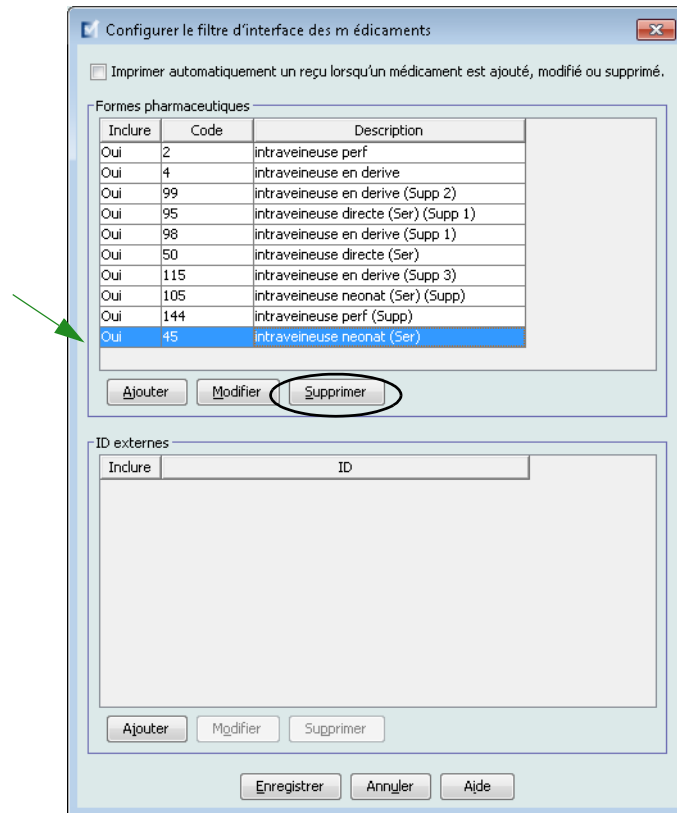 Configurer le filtre d'interface des m édicaments
Imprimer automatiquement un reçu lorsqu'un médicament est ajouté, modifié ou supprimé.
Formes pharmaceutiques
Inclure Code Description
Oui 2 intraveineuse perf
Oui 4 intraveineuse en derive
Oui 99 intraveineuse en derive (Supp 2)
Oui 95 intraveineuse directe (Ser) (Supp 1)
Oui 98 intraveineuse en derive (Supp 1)
Oui 50 intraveineuse directe (Ser)
Oui 115 intraveineuse en derive (Supp 3)
Oui 105 intraveineuse neonat (Ser) (Supp)
Oui 144 intraveineuse perf (Supp)
Oui 45 intraveineuse neonat (Ser)
Ajouter Modifier Supprimer
ID externes
Inclure ID
Ajouter Modifier Supprimer
Enregistrer Annuler Aide